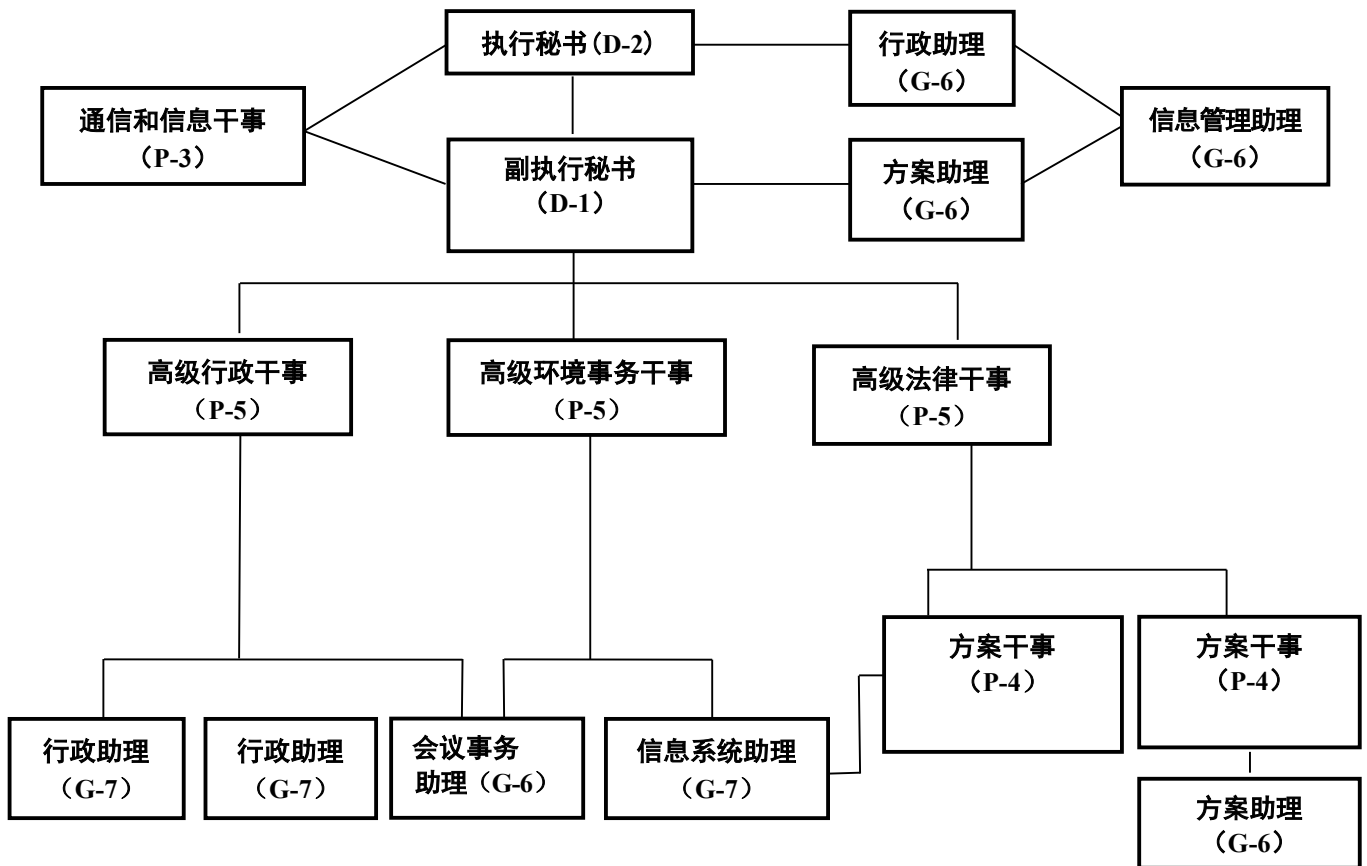 执行秘书(D-2)
行政助理
（G-6）
通信和信息干事
（P-3）
信息管理助理
（G-6）
副执行秘书
（D-1）
方案助理
（G-6）
高级行政干事
（P-5）
高级环境事务干事
（P-5）
高级法律干事
（P-5）
方案干事
（P-4）
方案干事
（P-4）
行政助理
（G-7）
行政助理
（G-7）
会议事务
助理（G-6）
信息系统助理
（G-7）
方案助理
（G-6）